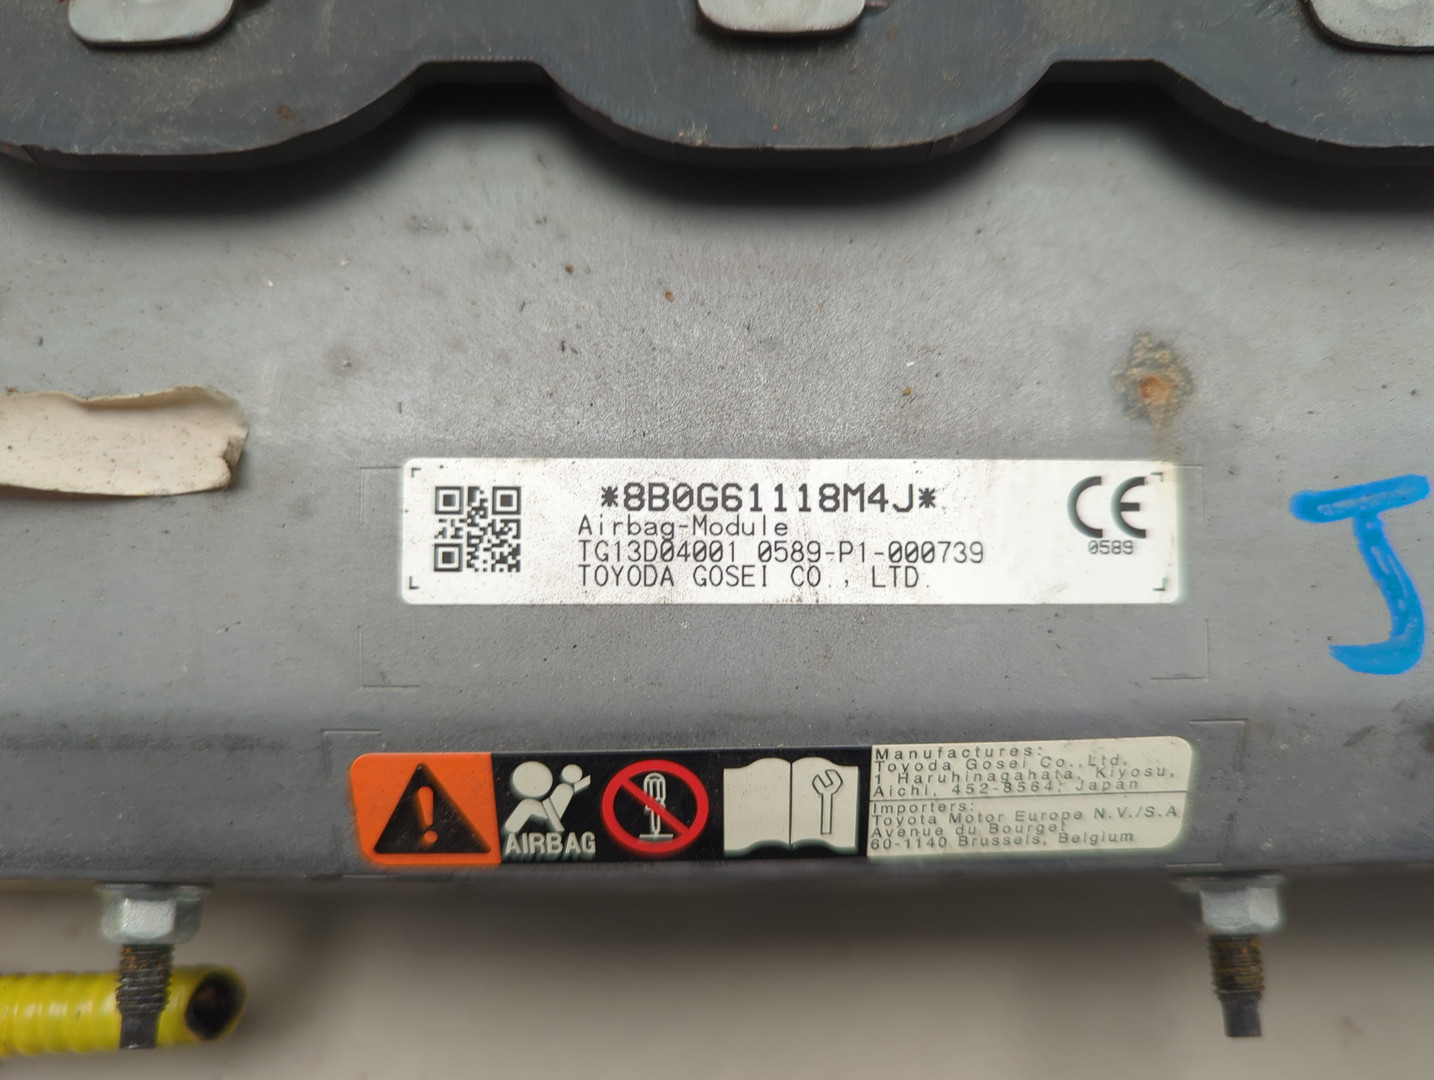 *8B0G61118M4J*
Airbag-Module
TG13D04001 0589-P1-000739
TOYODA GOSEI CO., LTD.
CE
0589
J
AIRBAG
Manufactures:
Toyoda Gosei Co.,Ltd.
1 Haruhinagahata, Kiyosu,
Aichi, 452-8564, Japan
Importers:
Toyota Motor Europe N.V./S.A
Avenue du Bourget
60-1140 Brussels, Belgium